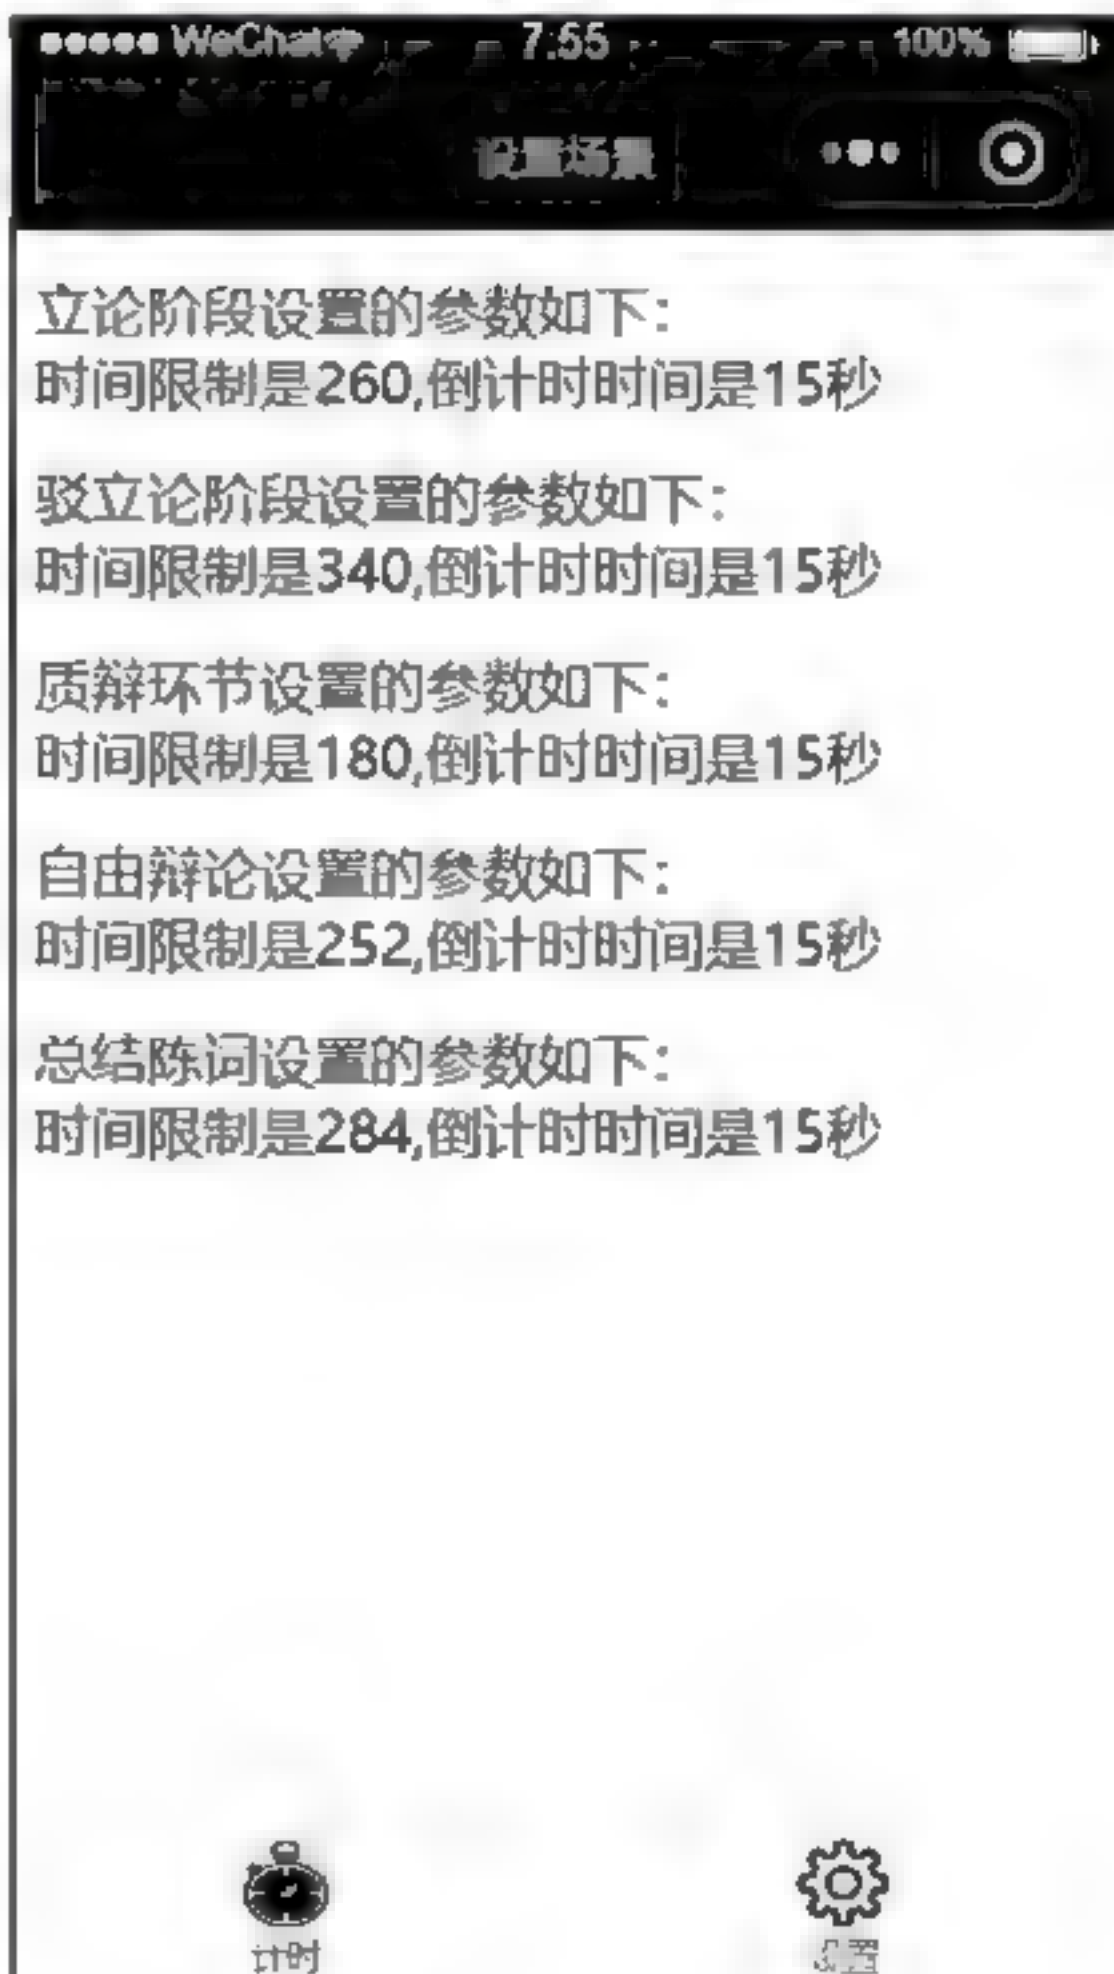 WeChat 7:55 100%
设置场景
立论阶段设置的参数如下：
时间限制是260,倒计时时间是15秒
驳立论阶段设置的参数如下：
时间限制是340,倒计时时间是15秒
质辩环节设置的参数如下：
时间限制是180,倒计时时间是15秒
自由辩论设置的参数如下：
时间限制是252,倒计时时间是15秒
总结陈词设置的参数如下：
时间限制是284,倒计时时间是15秒
计时 设置